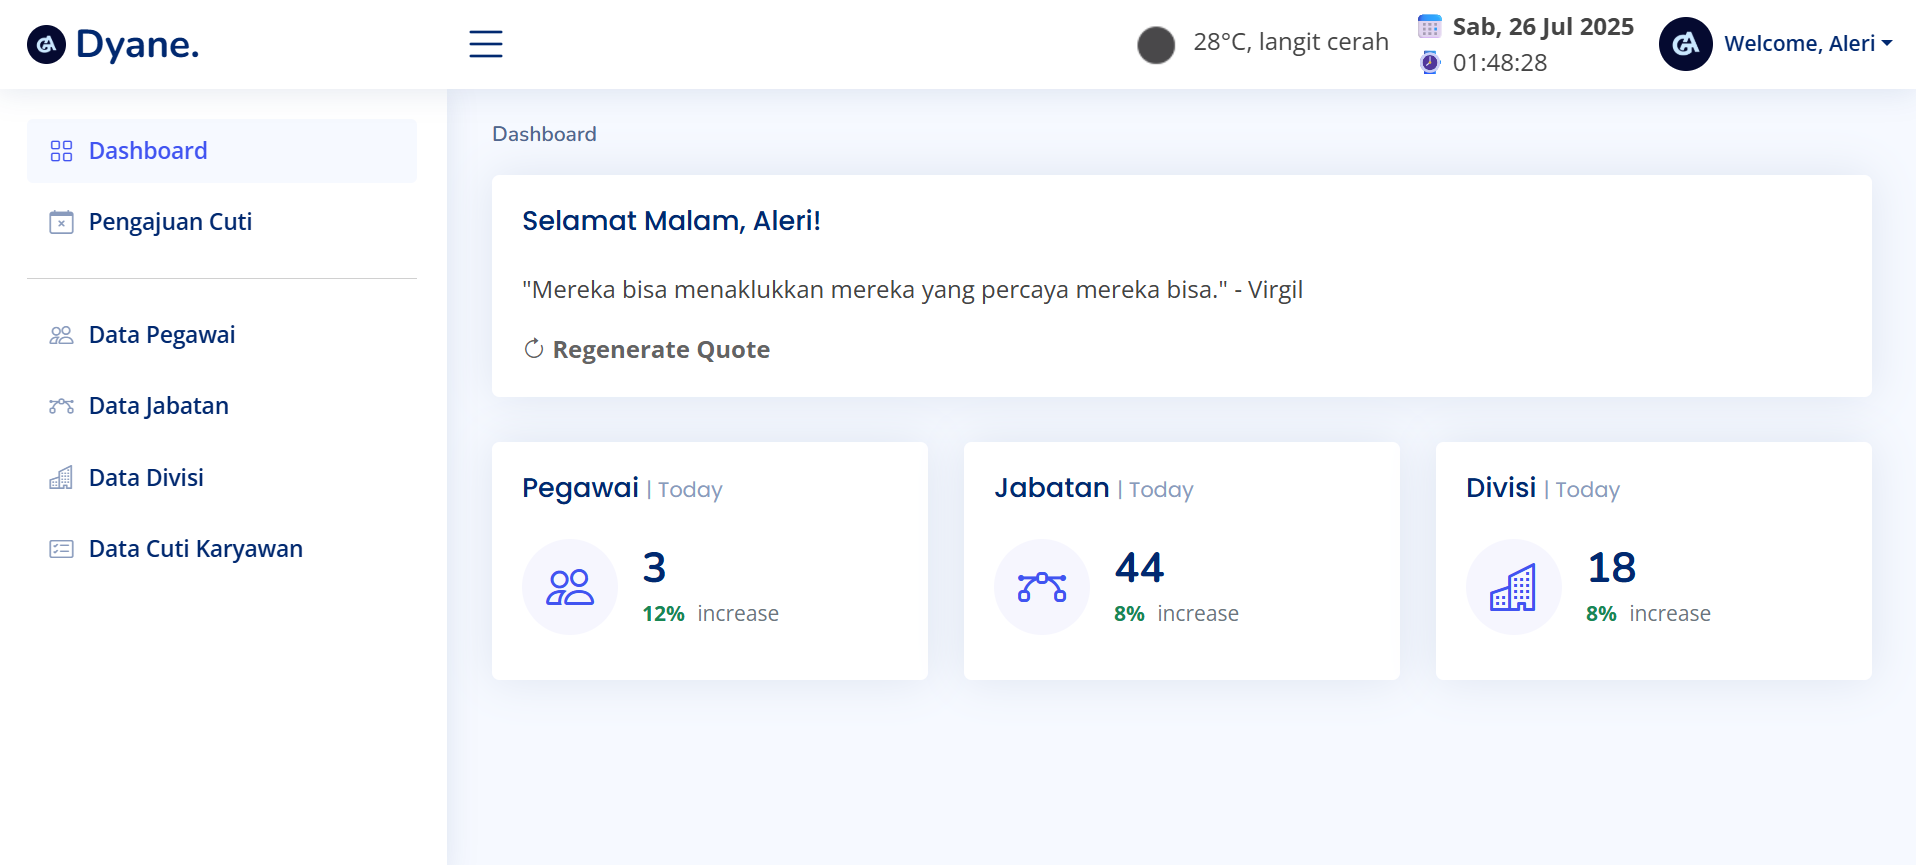 Dyane.
28°C, langit cerah
Sab, 26 Jul 2025
01:48:28
GA
Welcome, Aleri
Dashboard
Pengajuan Cuti
Data Pegawai
Data Jabatan
Data Divisi
Data Cuti Karyawan
Dashboard
Selamat Malam, Aleri!
"Mereka bisa menaklukkan mereka yang percaya mereka bisa." - Virgil
Regenerate Quote
Pegawai | Today
3
12% increase
Jabatan | Today
44
8% increase
Divisi | Today
18
8% increase